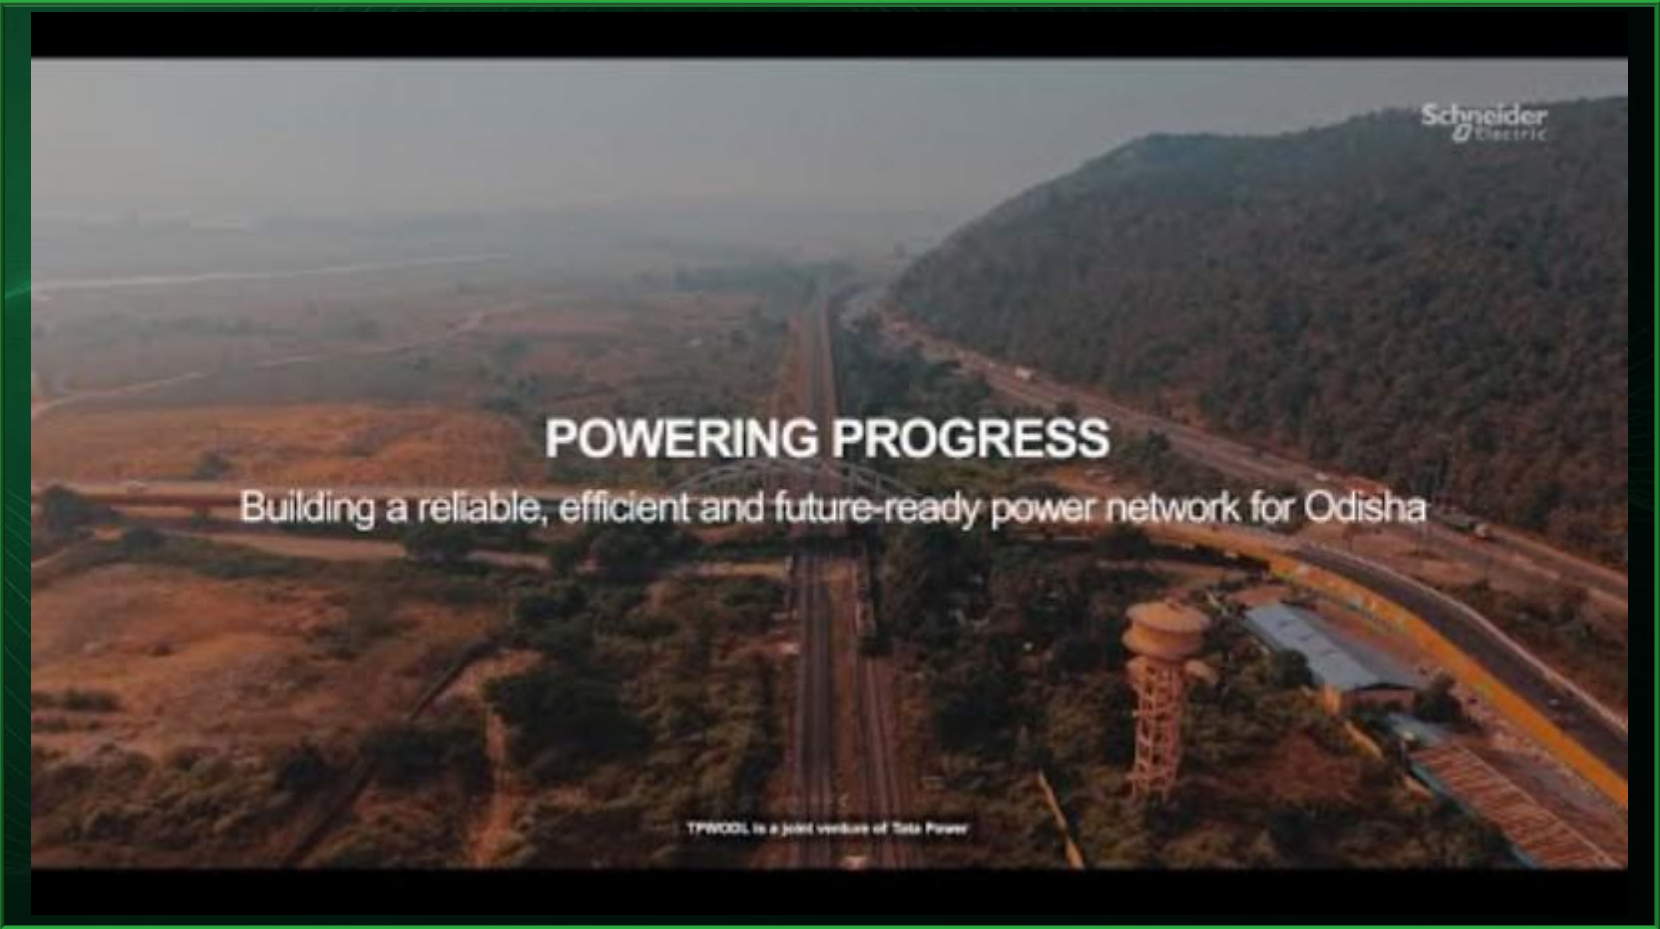 Schneider
Electric
POWERING PROGRESS
Building a reliable, efficient and future-ready power network for Odisha
TPWODL is a joint venture of Tata Power